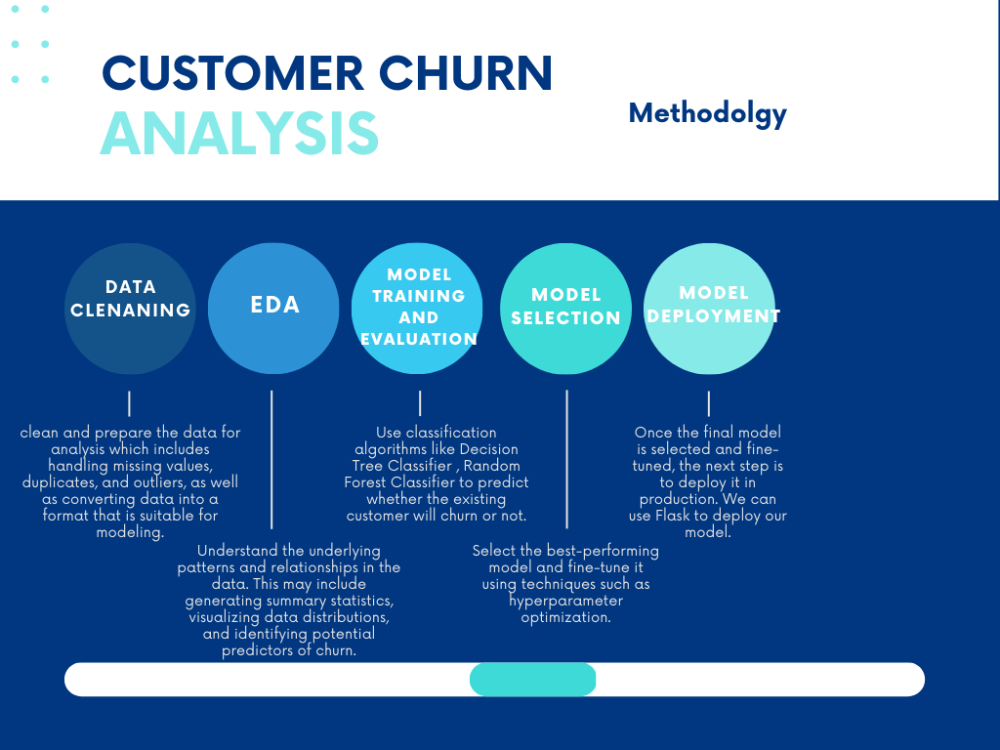 CUSTOMER CHURN
ANALYSIS
Methodolgy
DATA
CLENANING
EDA
MODEL
TRAINING
AND
EVALUATION
MODEL
SELECTION
MODEL
DEPLOYMENT
clean and prepare the data for
analysis which includes
handling missing values,
duplicates, and outliers, as well
as converting data into a
format that is suitable for
modeling.
Understand the underlying
patterns and relationships in the
data. This may include
generating summary statistics,
visualizing data distributions,
and identifying potential
predictors of churn.
Use classification
algorithms like Decision
Tree Classifier , Random
Forest Classifier to predict
whether the existing
customer will churn or not.
Select the best-performing
model and fine-tune it
using techniques such as
hyperparameter
optimization.
Once the final model
is selected and fine-
tuned, the next step is
to deploy it in
production. We can
use Flask to deploy our
model.